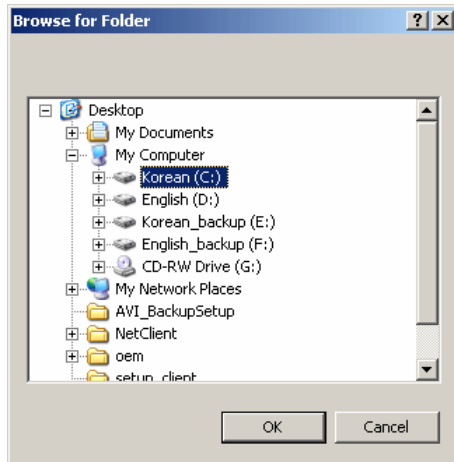 Browse for Folder
Desktop
My Documents
My Computer
Korean (C:)
English (D:)
Korean_backup (E:)
English_backup (F:)
CD-RW Drive (G:)
My Network Places
AVI_BackupSetup
NetClient
oem
setup_client
OK Cancel